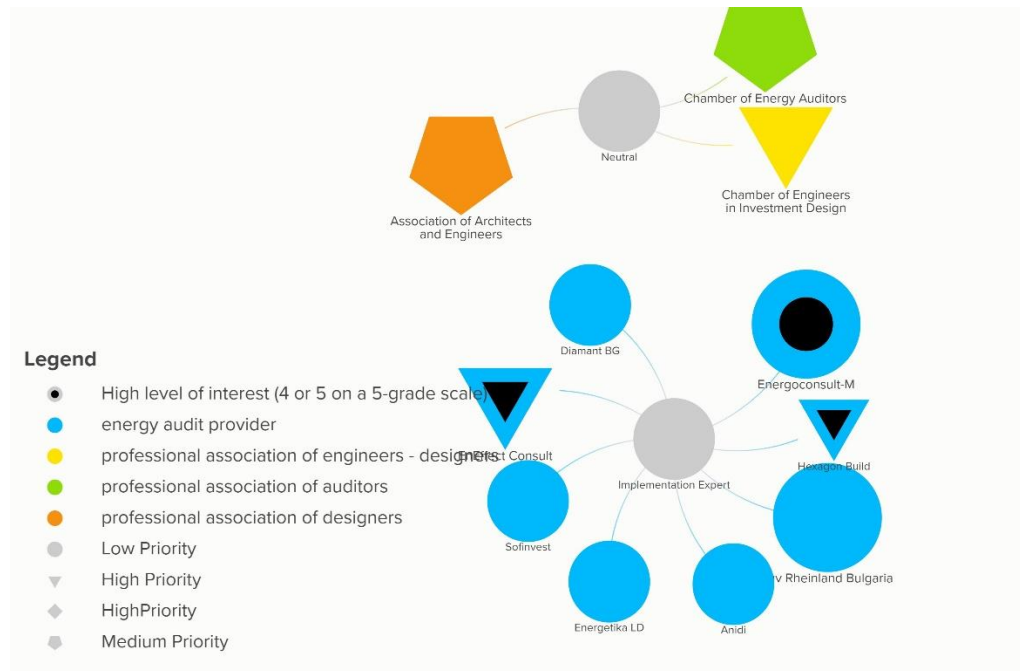 Chamber of Energy Auditors
Neutral
Chamber of Engineers
in Investment Design
Association of Architects
and Engineers
Diamant BG
Energoconsult-M
Legend
High level of interest (4 or 5 on a 5-grade scale)
energy audit provider
professional association of engineers - designers
professional association of auditors
professional association of designers
Low Priority
High Priority
HighPriority
Medium Priority
Consult
Hexagon Build
Implementation Expert
Sofinvest
Rheinland Bulgaria
Energetika LD
Anidi